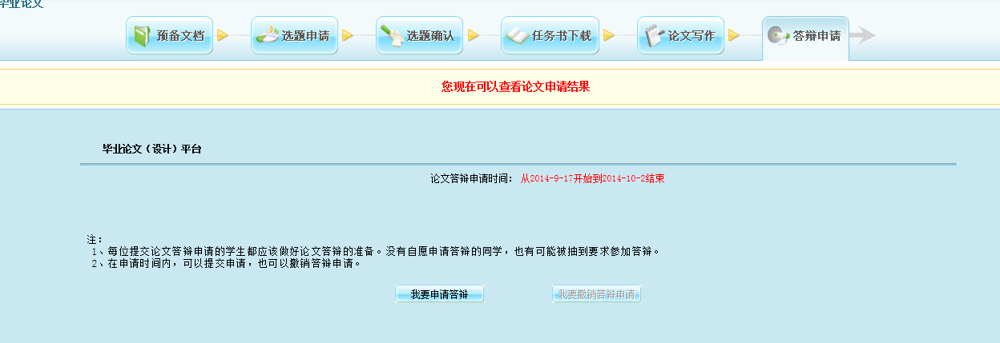 毕业论文
预备文档 选题申请 选题确认 任务书下载 论文写作 答辩申请
您现在可以查看论文申请结果
毕业论文（设计）平台
论文答辩申请时间： 从2014-9-17开始到2014-10-2结束
注：
1、每位提交论文答辩申请的学生都应该做好论文答辩的准备。没有自愿申请答辩的同学，也有可能被抽到要求参加答辩。
2、在申请时间内，可以提交申请，也可以撤销答辩申请。
我要申请答辩 我要撤销答辩申请